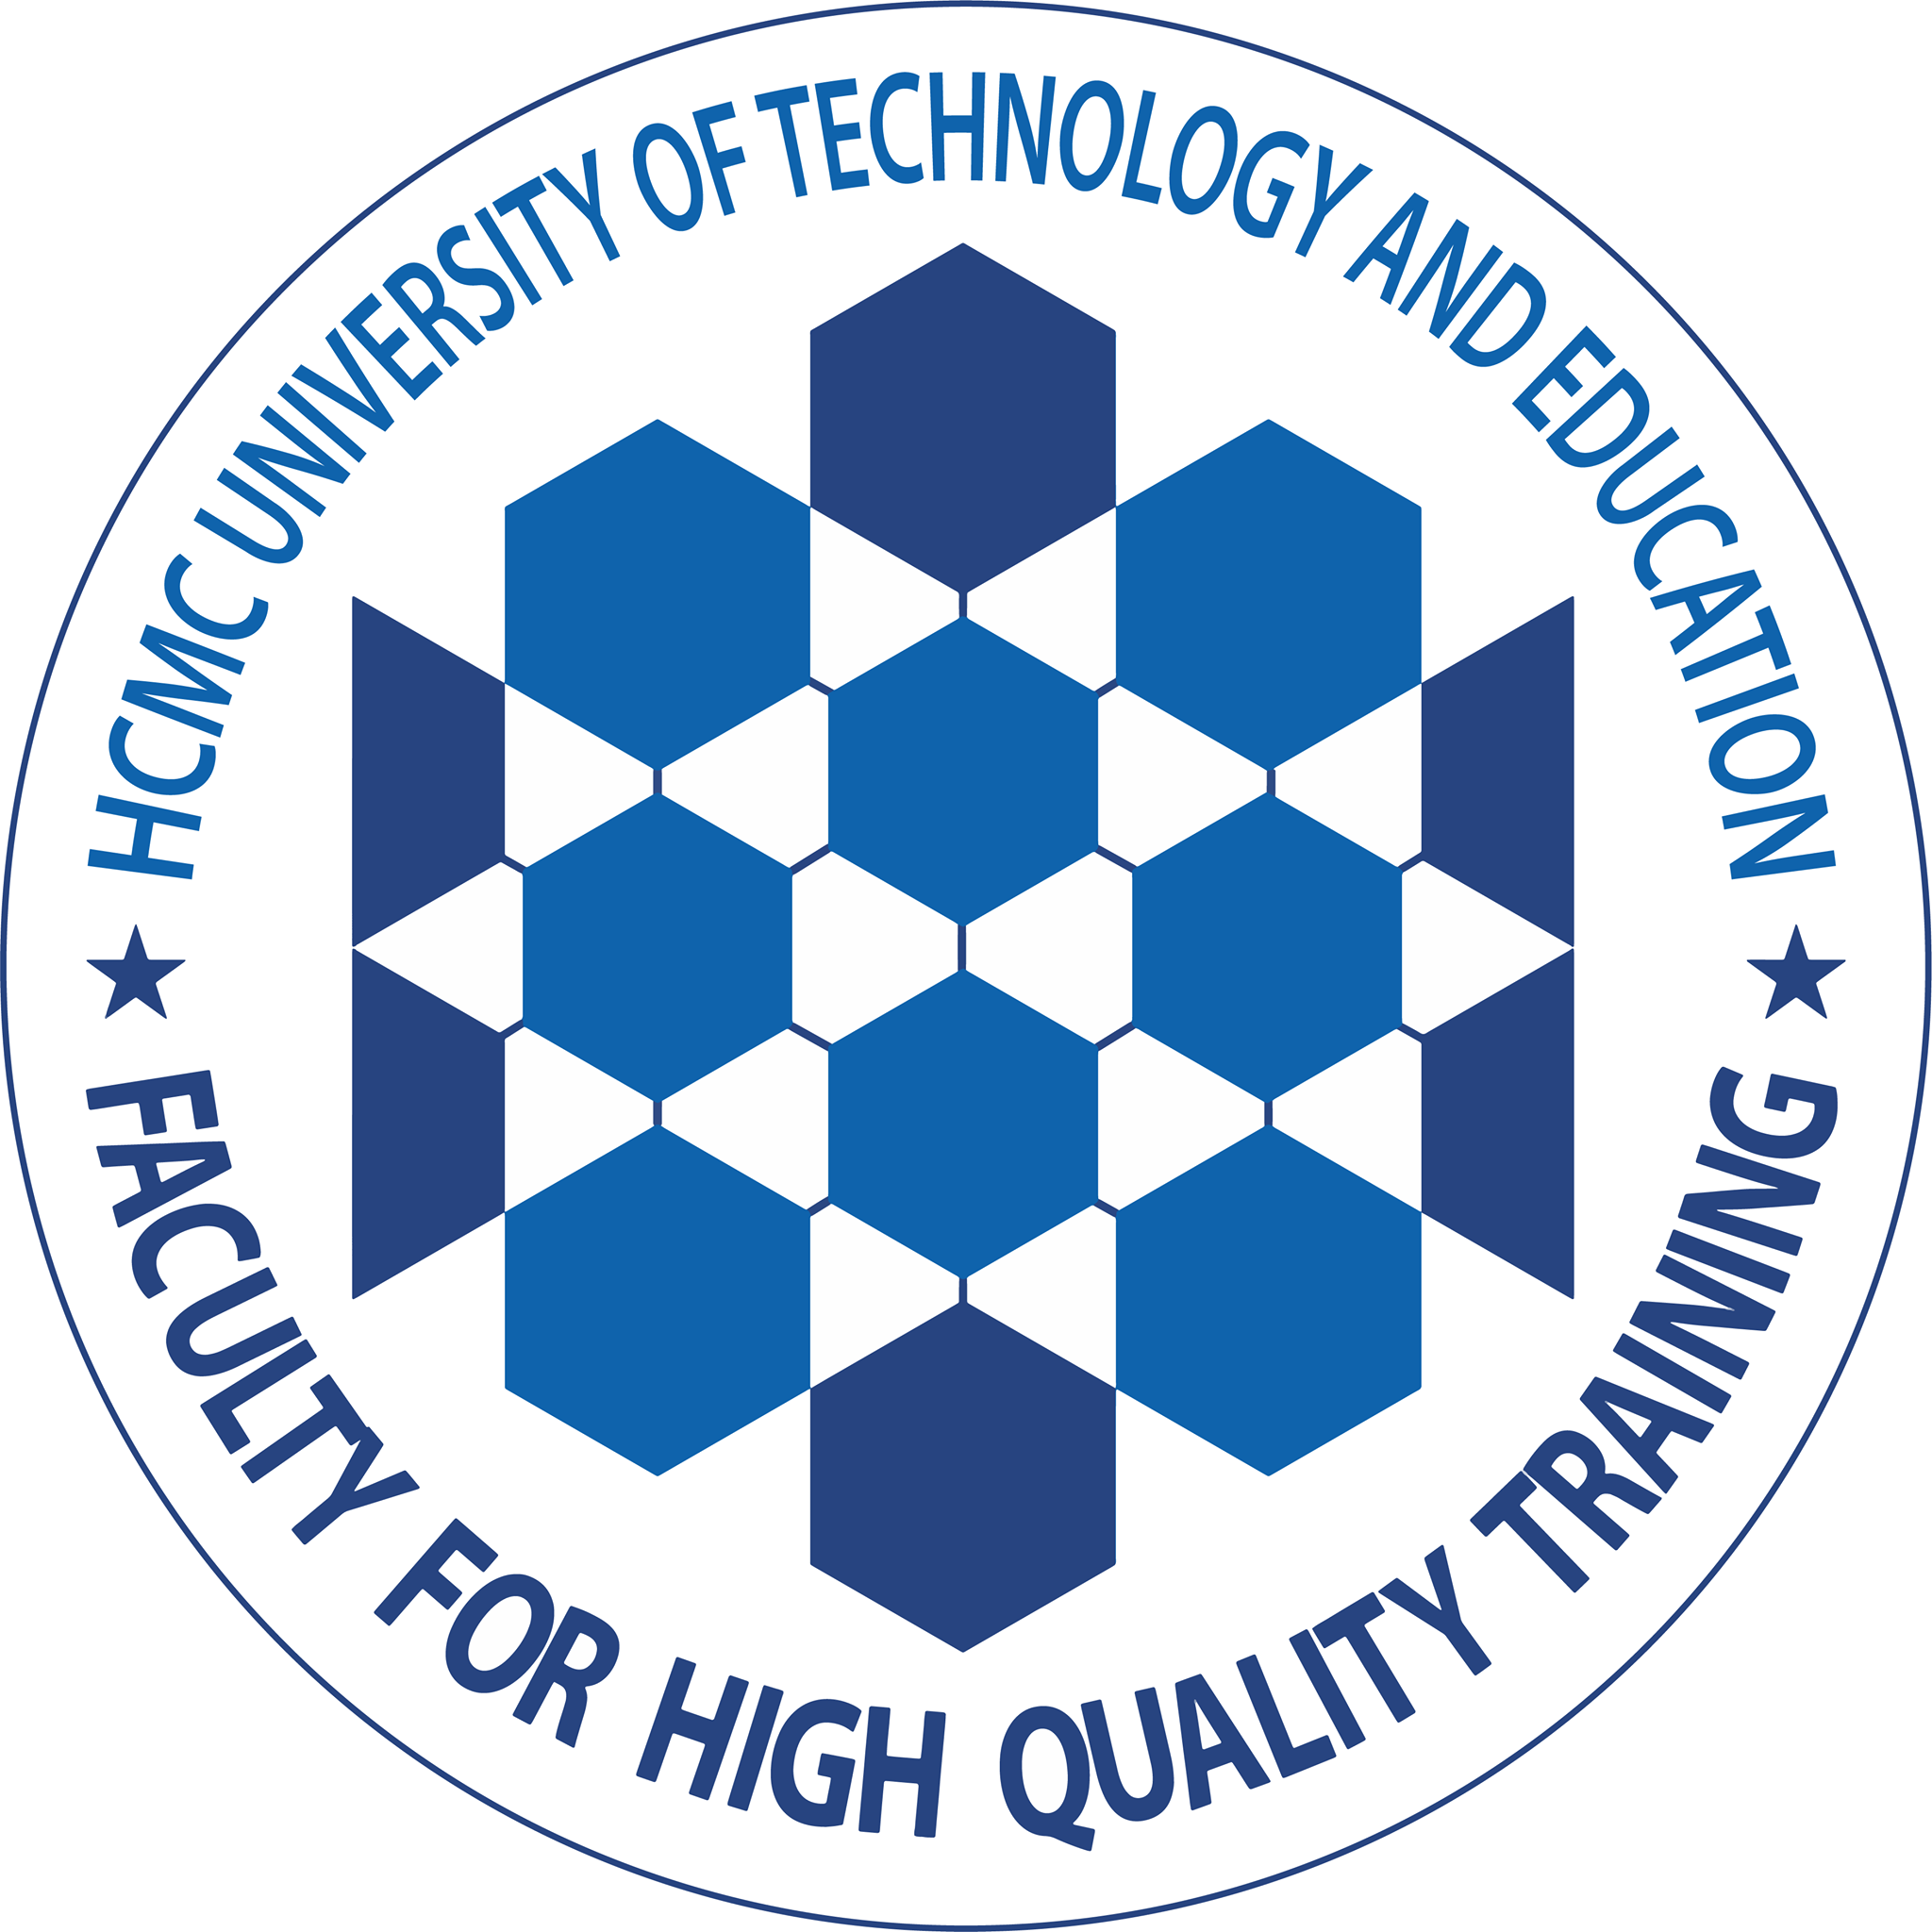 HCMC UNIVERSITY OF TECHNOLOGY AND EDUCATION
FACULTY FOR HIGH QUALITY TRAINING